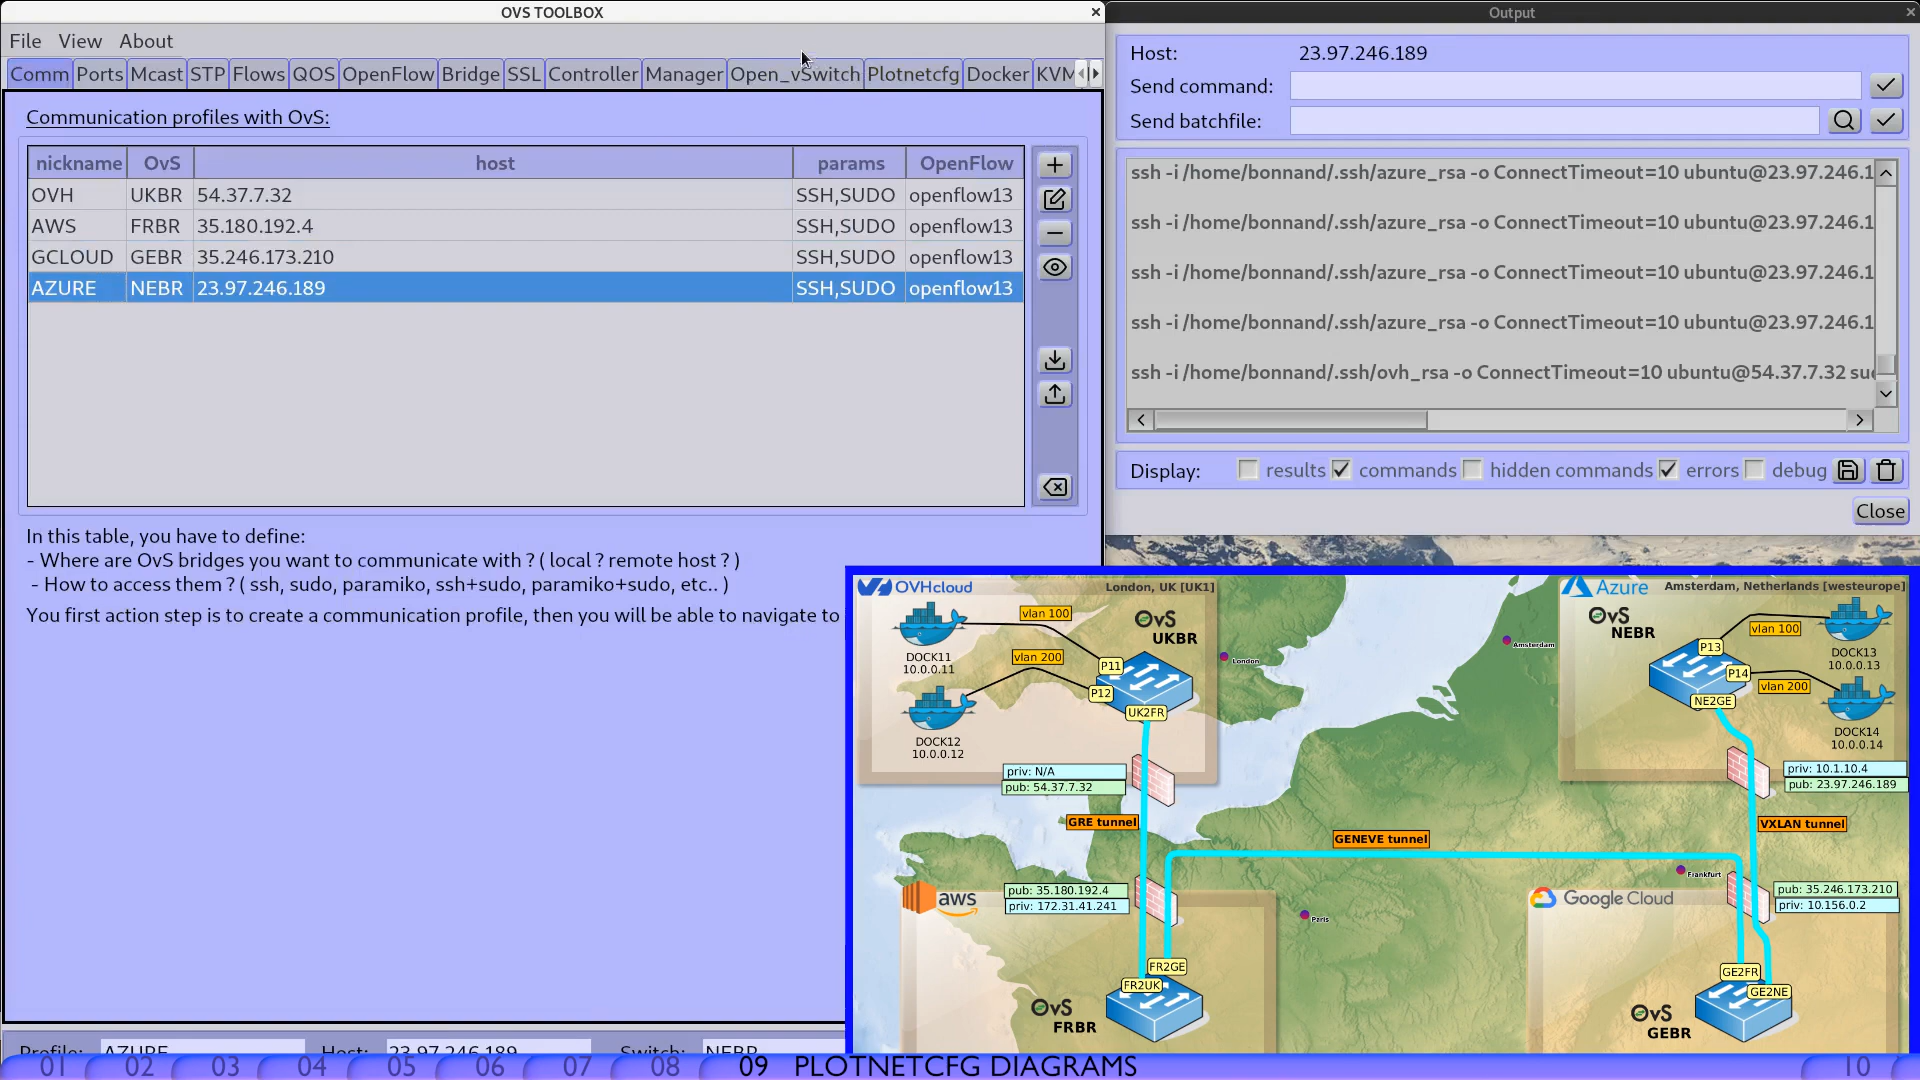 OVS TOOLBOX
File View About
Comm Ports Mcast STP Flows QOS OpenFlow Bridge SSL Controller Manager Open_vSwitch Plotnetcfg Docker KVM
Communication profiles with OvS:
nickname OvS host params OpenFlow
OVH UKBR 54.37.7.32 SSH,SUDO openflow13
AWS FRBR 35.180.192.4 SSH,SUDO openflow13
GCLOUD GEBR 35.246.173.210 SSH,SUDO openflow13
AZURE NEBR 23.97.246.189 SSH,SUDO openflow13
In this table, you have to define:
- Where are OvS bridges you want to communicate with ? ( local ? remote host ? )
- How to access them ? ( ssh, sudo, paramiko, ssh+sudo, paramiko+sudo, etc.. )
You first action step is to create a communication profile, then you will be able to navigate to
Profile: AZURE Host: 23.97.246.189 Switch: NEBR
Output
Host: 23.97.246.189
Send command:
Send batchfile:
ssh -i /home/bonnand/.ssh/azure_rsa -o ConnectTimeout=10 ubuntu@23.97.246.1
ssh -i /home/bonnand/.ssh/azure_rsa -o ConnectTimeout=10 ubuntu@23.97.246.1
ssh -i /home/bonnand/.ssh/azure_rsa -o ConnectTimeout=10 ubuntu@23.97.246.1
ssh -i /home/bonnand/.ssh/azure_rsa -o ConnectTimeout=10 ubuntu@23.97.246.1
ssh -i /home/bonnand/.ssh/ovh_rsa -o ConnectTimeout=10 ubuntu@54.37.7.32 su
Display: results commands hidden commands errors debug
Close
OVHcloud London, UK [UK1]
vlan 100
OvS
UKBR
DOCK11
10.0.0.11
vlan 200
P11
P12
UK2FR
DOCK12
10.0.0.12
London
Amsterdam
Azure Amsterdam, Netherlands [westeurope]
OvS
NEBR
vlan 100
P13
DOCK13
10.0.0.13
P14
vlan 200
NE2GE
DOCK14
10.0.0.14
priv: N/A
pub: 54.37.7.32
priv: 10.1.10.4
pub: 23.97.246.189
GRE tunnel
GENEVE tunnel
VXLAN tunnel
Frankfurt
Paris
aws
pub: 35.180.192.4
priv: 172.31.41.241
Google Cloud
pub: 35.246.173.210
priv: 10.156.0.2
FR2GE
FR2UK
OvS
FRBR
GE2FR
GE2NE
OvS
GEBR
01 02 03 04 05 06 07 08 09 PLOTNETCFG DIAGRAMS 10